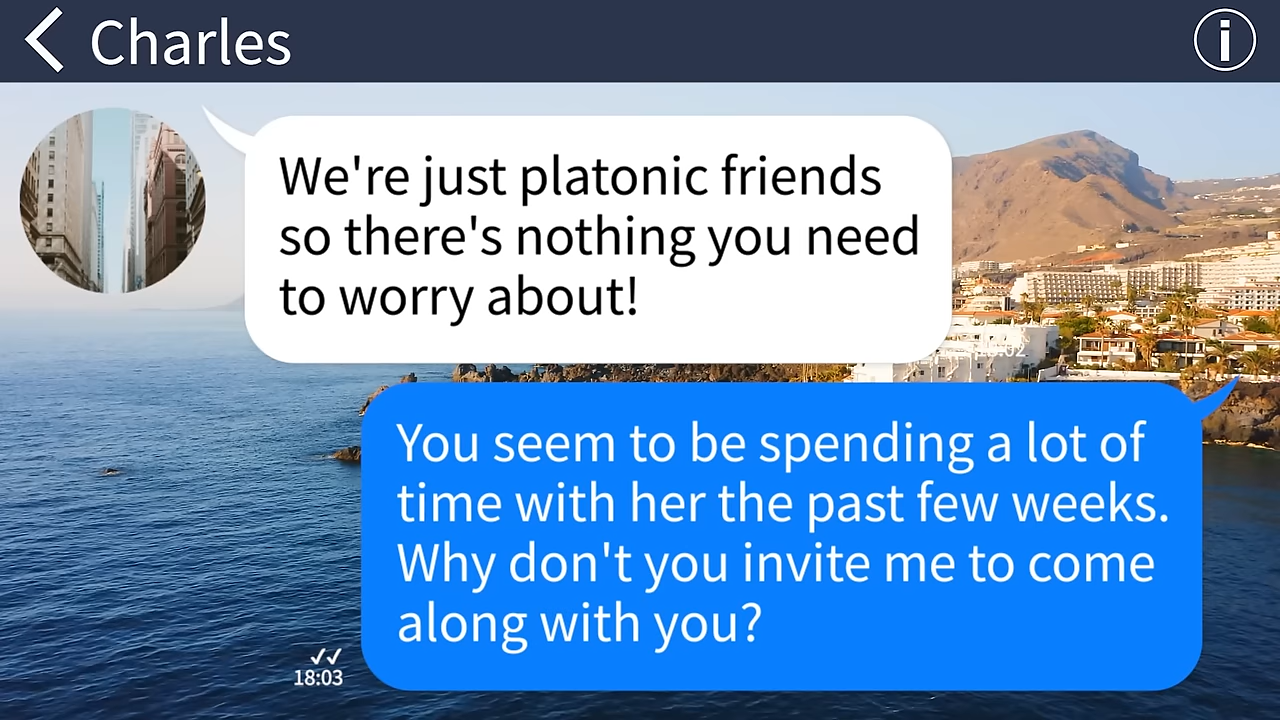 Charles
We're just platonic friends
so there's nothing you need
to worry about!
You seem to be spending a lot of
time with her the past few weeks.
Why don't you invite me to come
along with you?
18:03